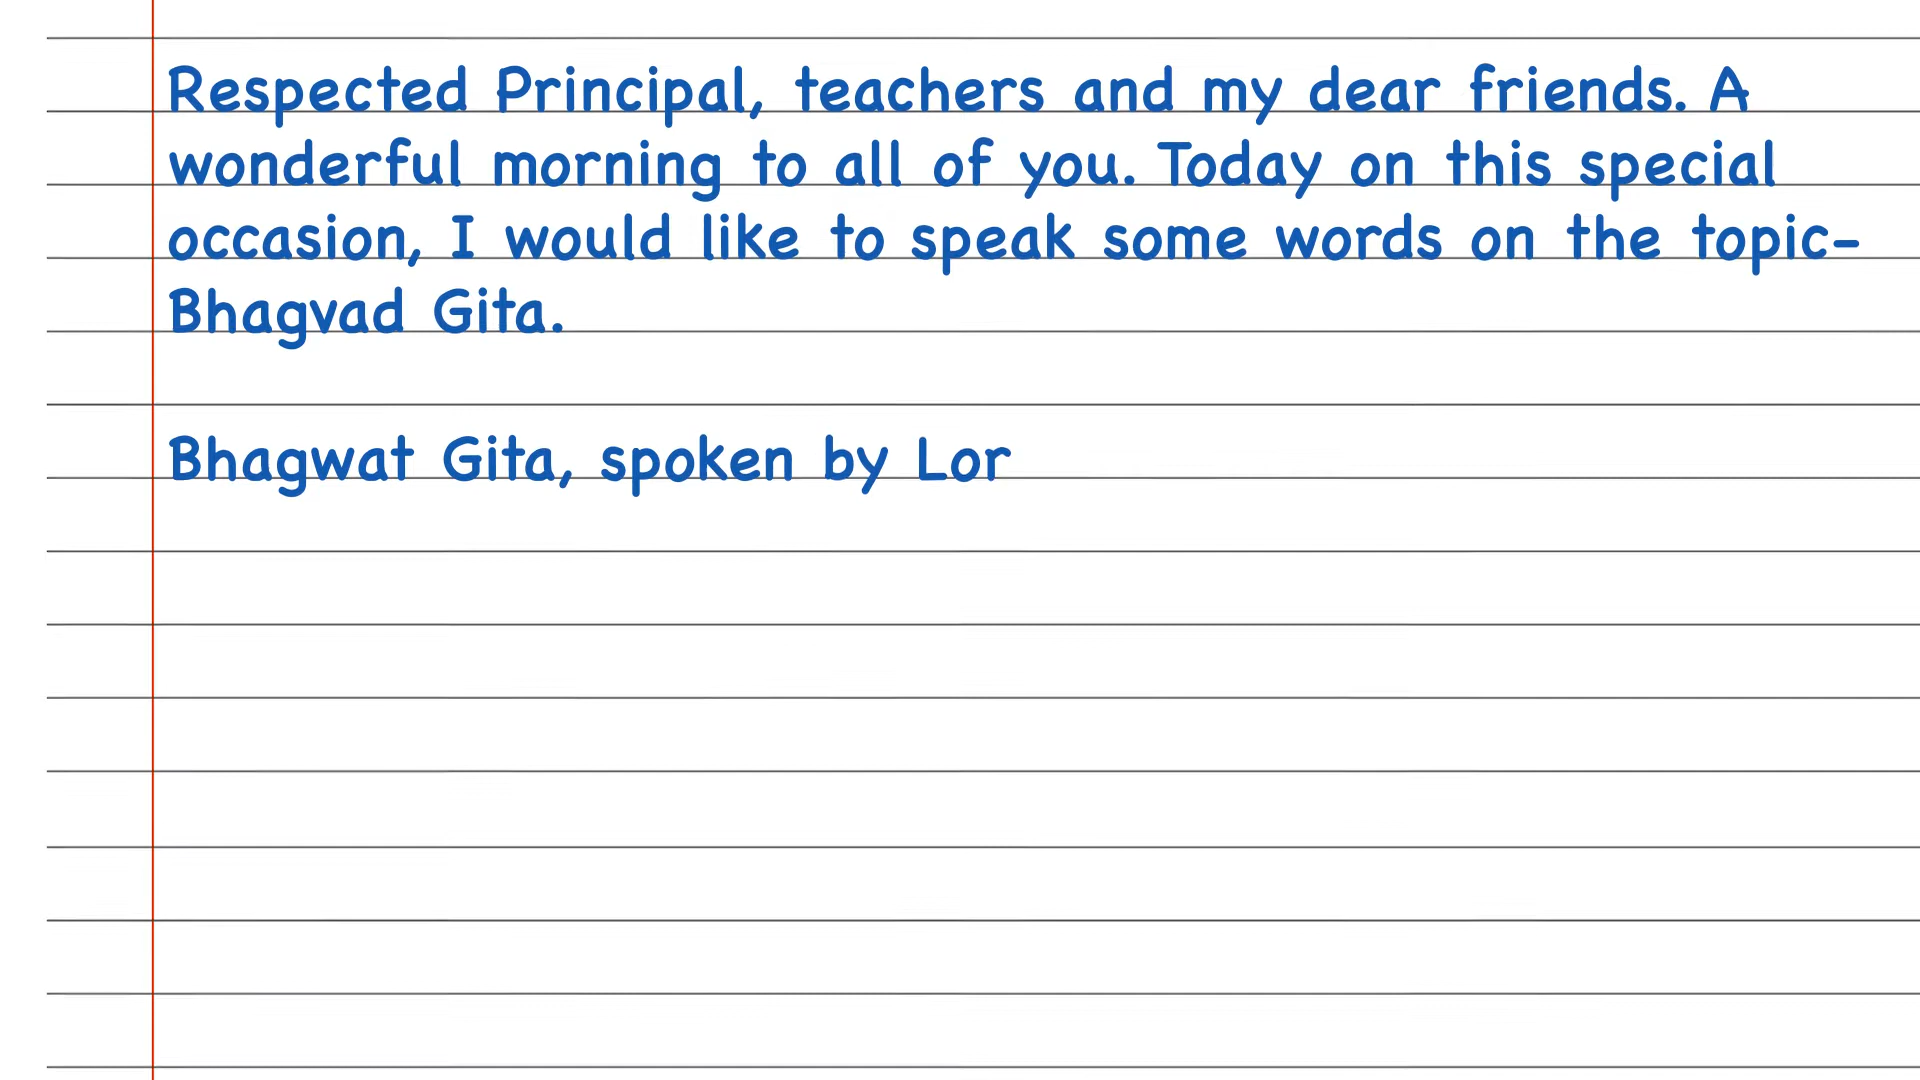 Respected Principal, teachers and my dear friends. A
wonderful morning to all of you. Today on this special
occasion, I would like to speak some words on the topic-
Bhagvad Gita.
Bhagwat Gita, spoken by Lor